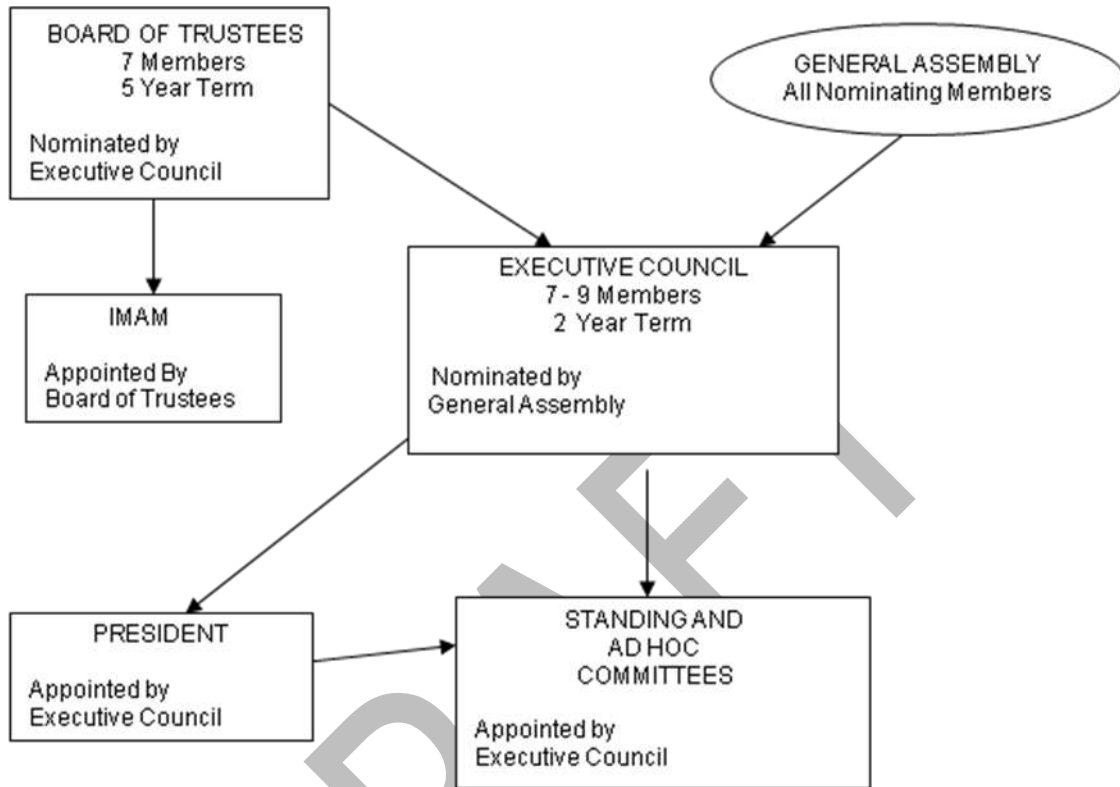 BOARD OF TRUSTEES
7 Members
5 Year Term
Nominated by
Executive Council
GENERAL ASSEMBLY
All Nominating Members
EXECUTIVE COUNCIL
7 - 9 Members
2 Year Term
Nominated by
General Assembly
IMAM
Appointed By
Board of Trustees
PRESIDENT
Appointed by
Executive Council
STANDING AND
AD HOC
COMMITTEES
Appointed by
Executive Council
DRAFT